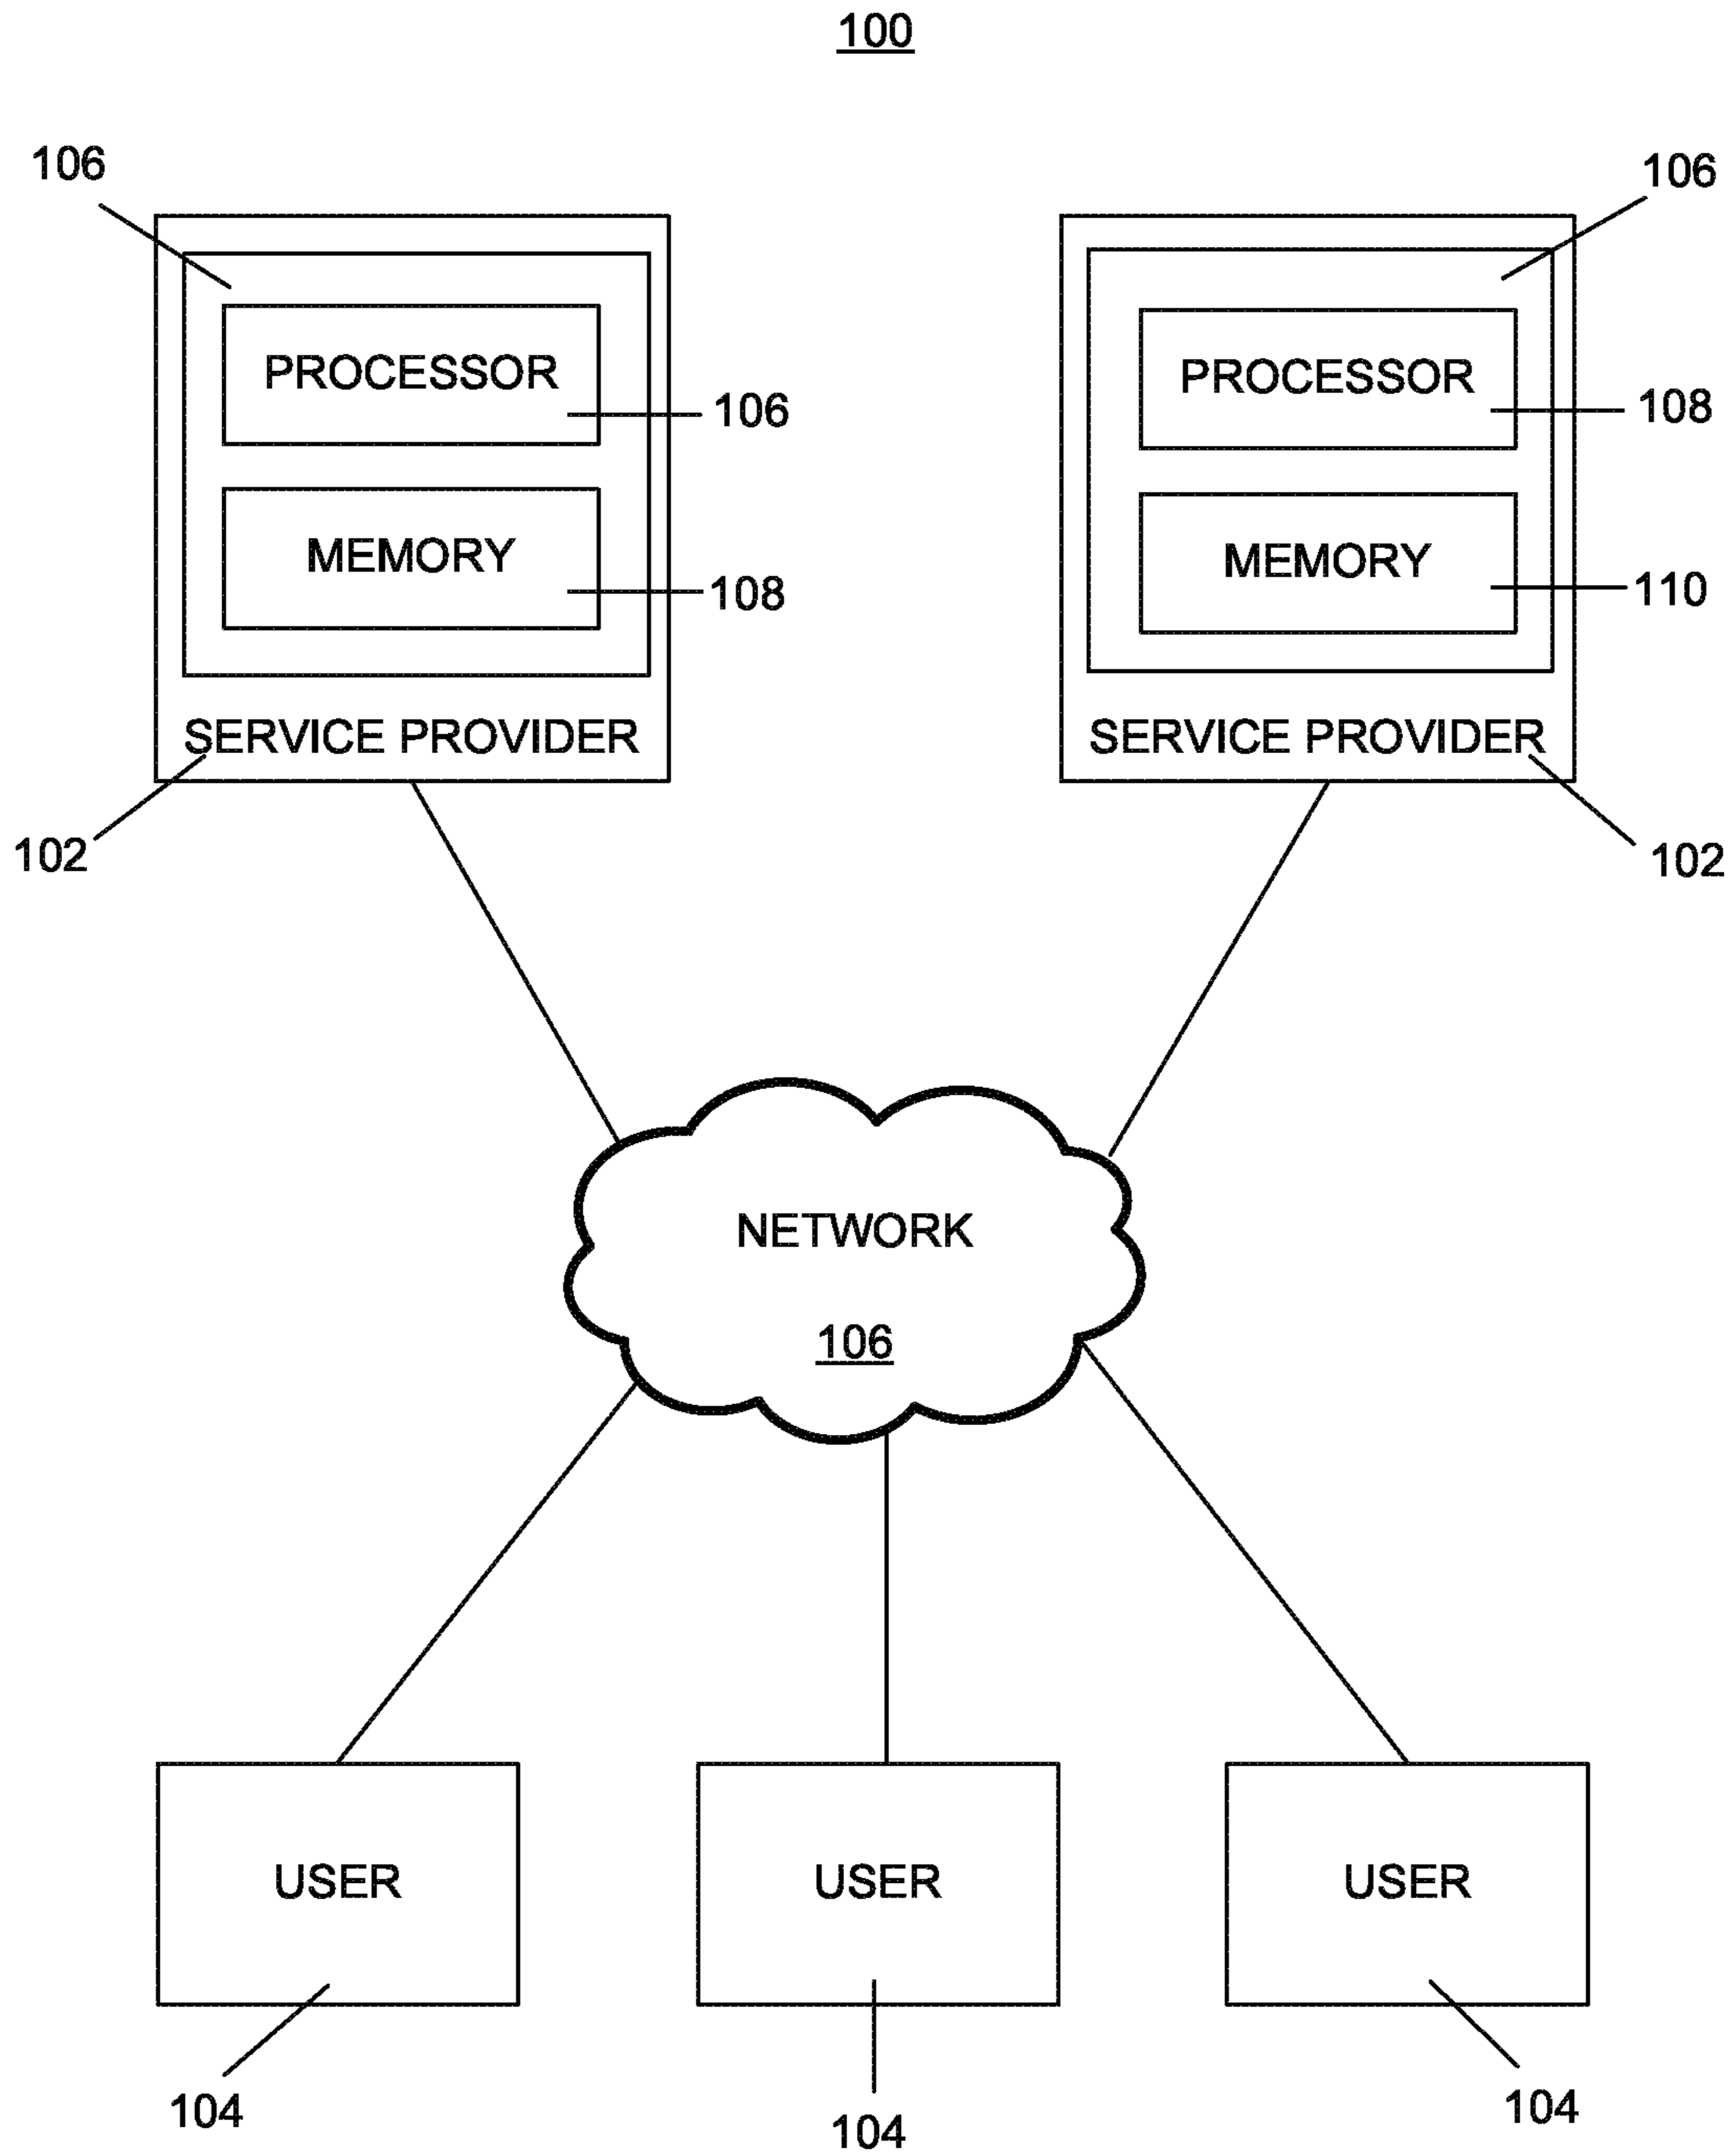 100
106
106
PROCESSOR
106
PROCESSOR
108
MEMORY
108
MEMORY
110
SERVICE PROVIDER
SERVICE PROVIDER
102
102
NETWORK
106
USER
USER
USER
104
104
104